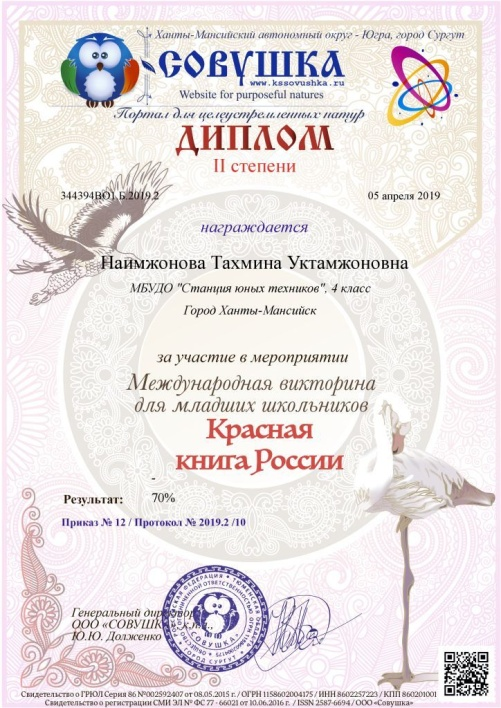 Ханты-Мансийский автономный округ - Югра, город Сургут
СОВУШКА
www.kssovushka.ru
Website for purposeful natures
Портал для целеустремленных натур
ДИПЛОМ
II степени
344394ВО1.Б.2019.2
05 апреля 2019
награждается
Наимжонова Тахмина Уктамжоновна
МБУДО "Станция юных техников", 4 класс
Город Ханты-Мансийск
за участие в мероприятии
Международная викторина
для младших школьников
Красная
книга России
-
Результат: 70%
Приказ № 12 / Протокол № 2019.2 /10
Генеральный директор
ООО «СОВУШКА»
Ю.Ю. Долженко
«СОВУШКА»
ГОРОД СУРГУТ
Свидетельство о ГРЮЛ Серия 86 №002592407 от 08.05.2015 г. / ОГРН 1158602004175 / ИНН 8602257223 / КПП 860201001
Свидетельство о регистрации СМИ ЭЛ № ФС 77 - 66021 от 10.06.2016 г. / ISSN 2587-6694 / ООО «Совушка»